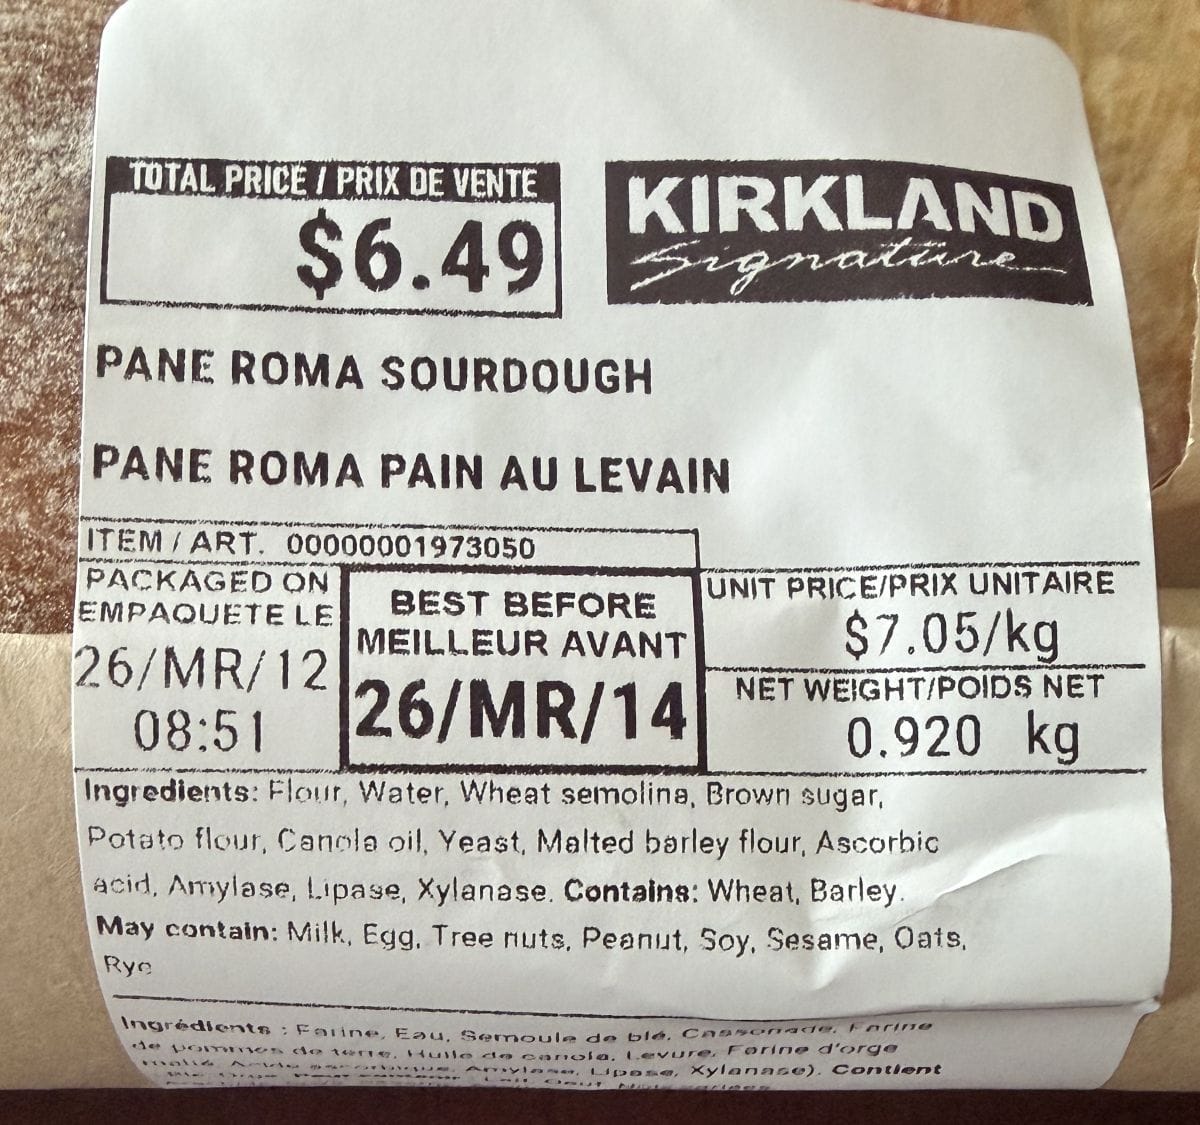 TOTAL PRICE / PRIX DE VENTE
$6.49
KIRKLAND
Signature
PANE ROMA SOURDOUGH
PANE ROMA PAIN AU LEVAIN
ITEM / ART. 00000001973050
PACKAGED ON
EMPAQUETE LE
26/MR/12
08:51
BEST BEFORE
MEILLEUR AVANT
26/MR/14
UNIT PRICE/PRIX UNITAIRE
$7.05/kg
NET WEIGHT/POIDS NET
0.920 kg
Ingredients: Flour, Water, Wheat semolina, Brown sugar,
Potato flour, Canola oil, Yeast, Malted barley flour, Ascorbic
acid, Amylase, Lipase, Xylanase. Contains: Wheat, Barley.
May contain: Milk, Egg, Tree nuts, Peanut, Soy, Sesame, Oats,
Rye
Ingrédients : Farine, Eau, Semoule de blé, Cassonade, Farine
de pommes de terre, Huile de canola, Levure, Farine d'orge
Amylase, Lipase, Xylanase). Contient